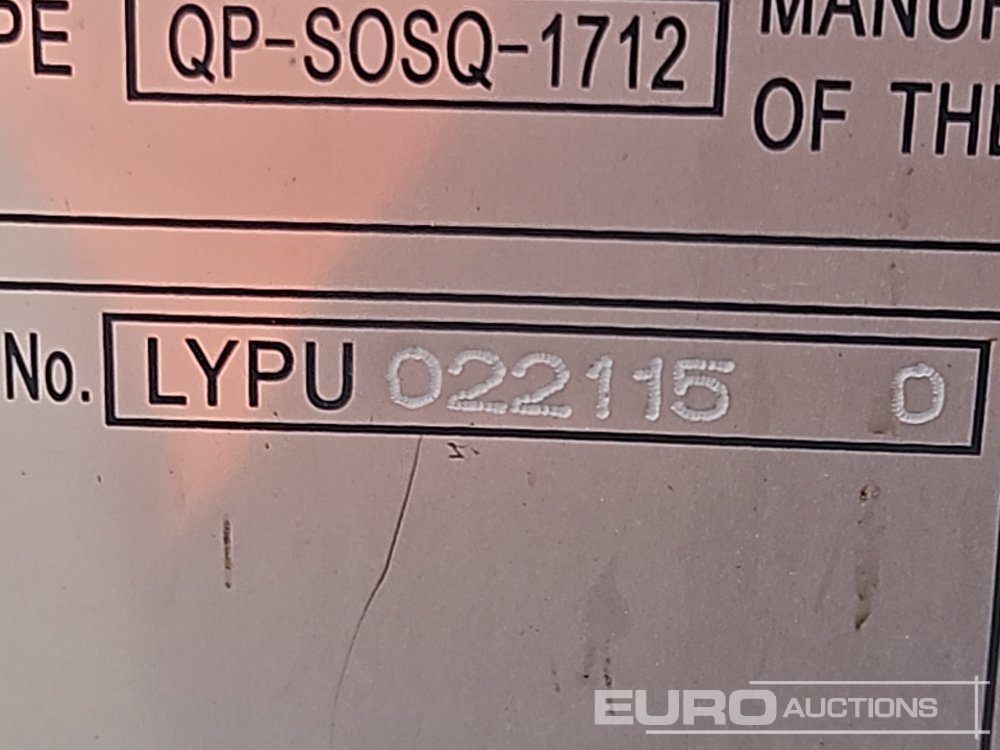 PE QP-SOSQ-1712 MANUF
OF THE
No. LYPU 022115 0
EURO AUCTIONS